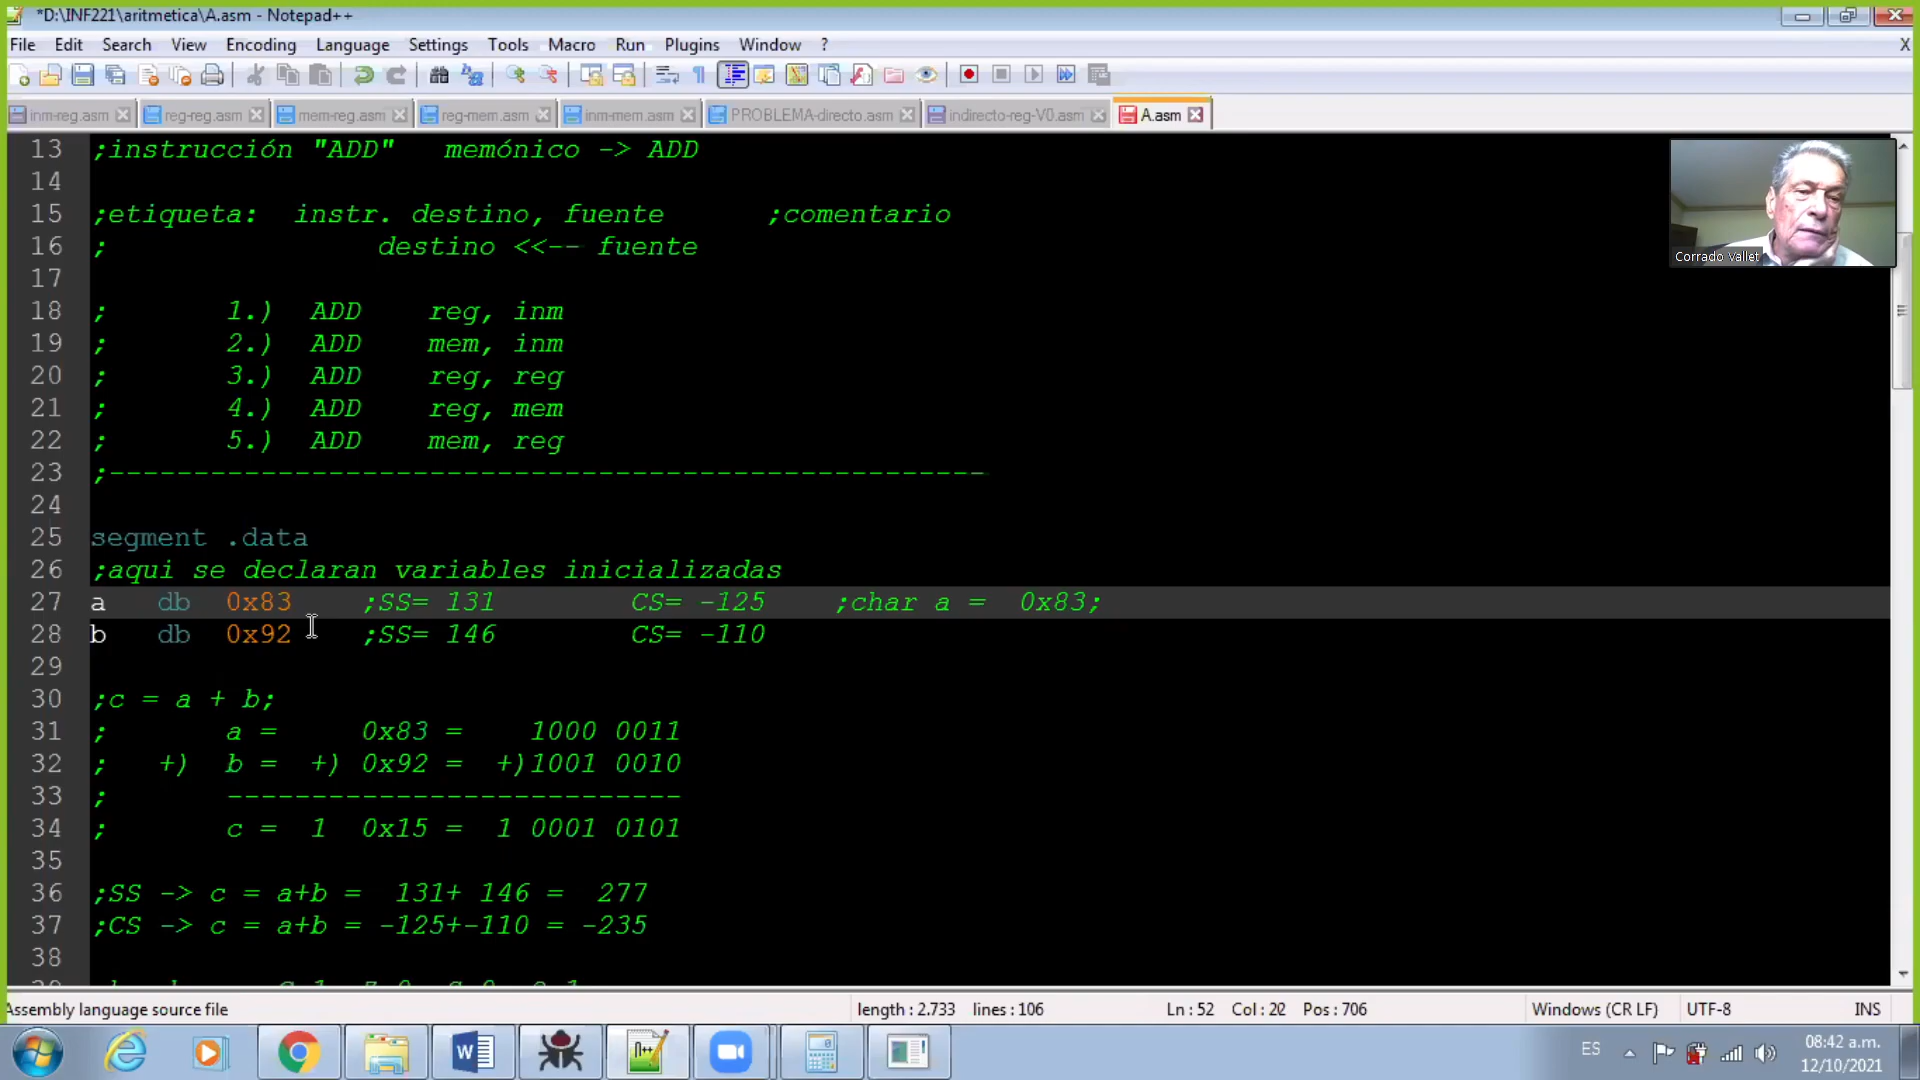 *D:\INF221\aritmetica\A.asm - Notepad++
File Edit Search View Encoding Language Settings Tools Macro Run Plugins Window ? X
inm-reg.asm reg-reg.asm mem-reg.asm reg-mem.asm inm-mem.asm PROBLEMA-directo.asm indirecto-reg-V0.asm A.asm
13 ;instrucción "ADD" memónico -> ADD
14
15 ;etiqueta: instr. destino, fuente ;comentario
16 ; destino <<-- fuente
17
18 ; 1.) ADD reg, inm
19 ; 2.) ADD mem, inm
20 ; 3.) ADD reg, reg
21 ; 4.) ADD reg, mem
22 ; 5.) ADD mem, reg
23 ;----------------------------------------------------
24
25 segment .data
26 ;aqui se declaran variables inicializadas
27 a db 0x83 ;SS= 131 CS= -125 ;char a = 0x83;
28 b db 0x92 ;SS= 146 CS= -110
29
30 ;c = a + b;
31 ; a = 0x83 = 1000 0011
32 ; +) b = +) 0x92 = +)1001 0010
33 ; ---------------------------
34 ; c = 1 0x15 = 1 0001 0101
35
36 ;SS -> c = a+b = 131+ 146 = 277
37 ;CS -> c = a+b = -125+-110 = -235
38
Corrado Vallet
Assembly language source file length : 2.733 lines : 106 Ln : 52 Col : 22 Pos : 706 Windows (CR LF) UTF-8 INS
ES
08:42 a.m.
12/10/2021